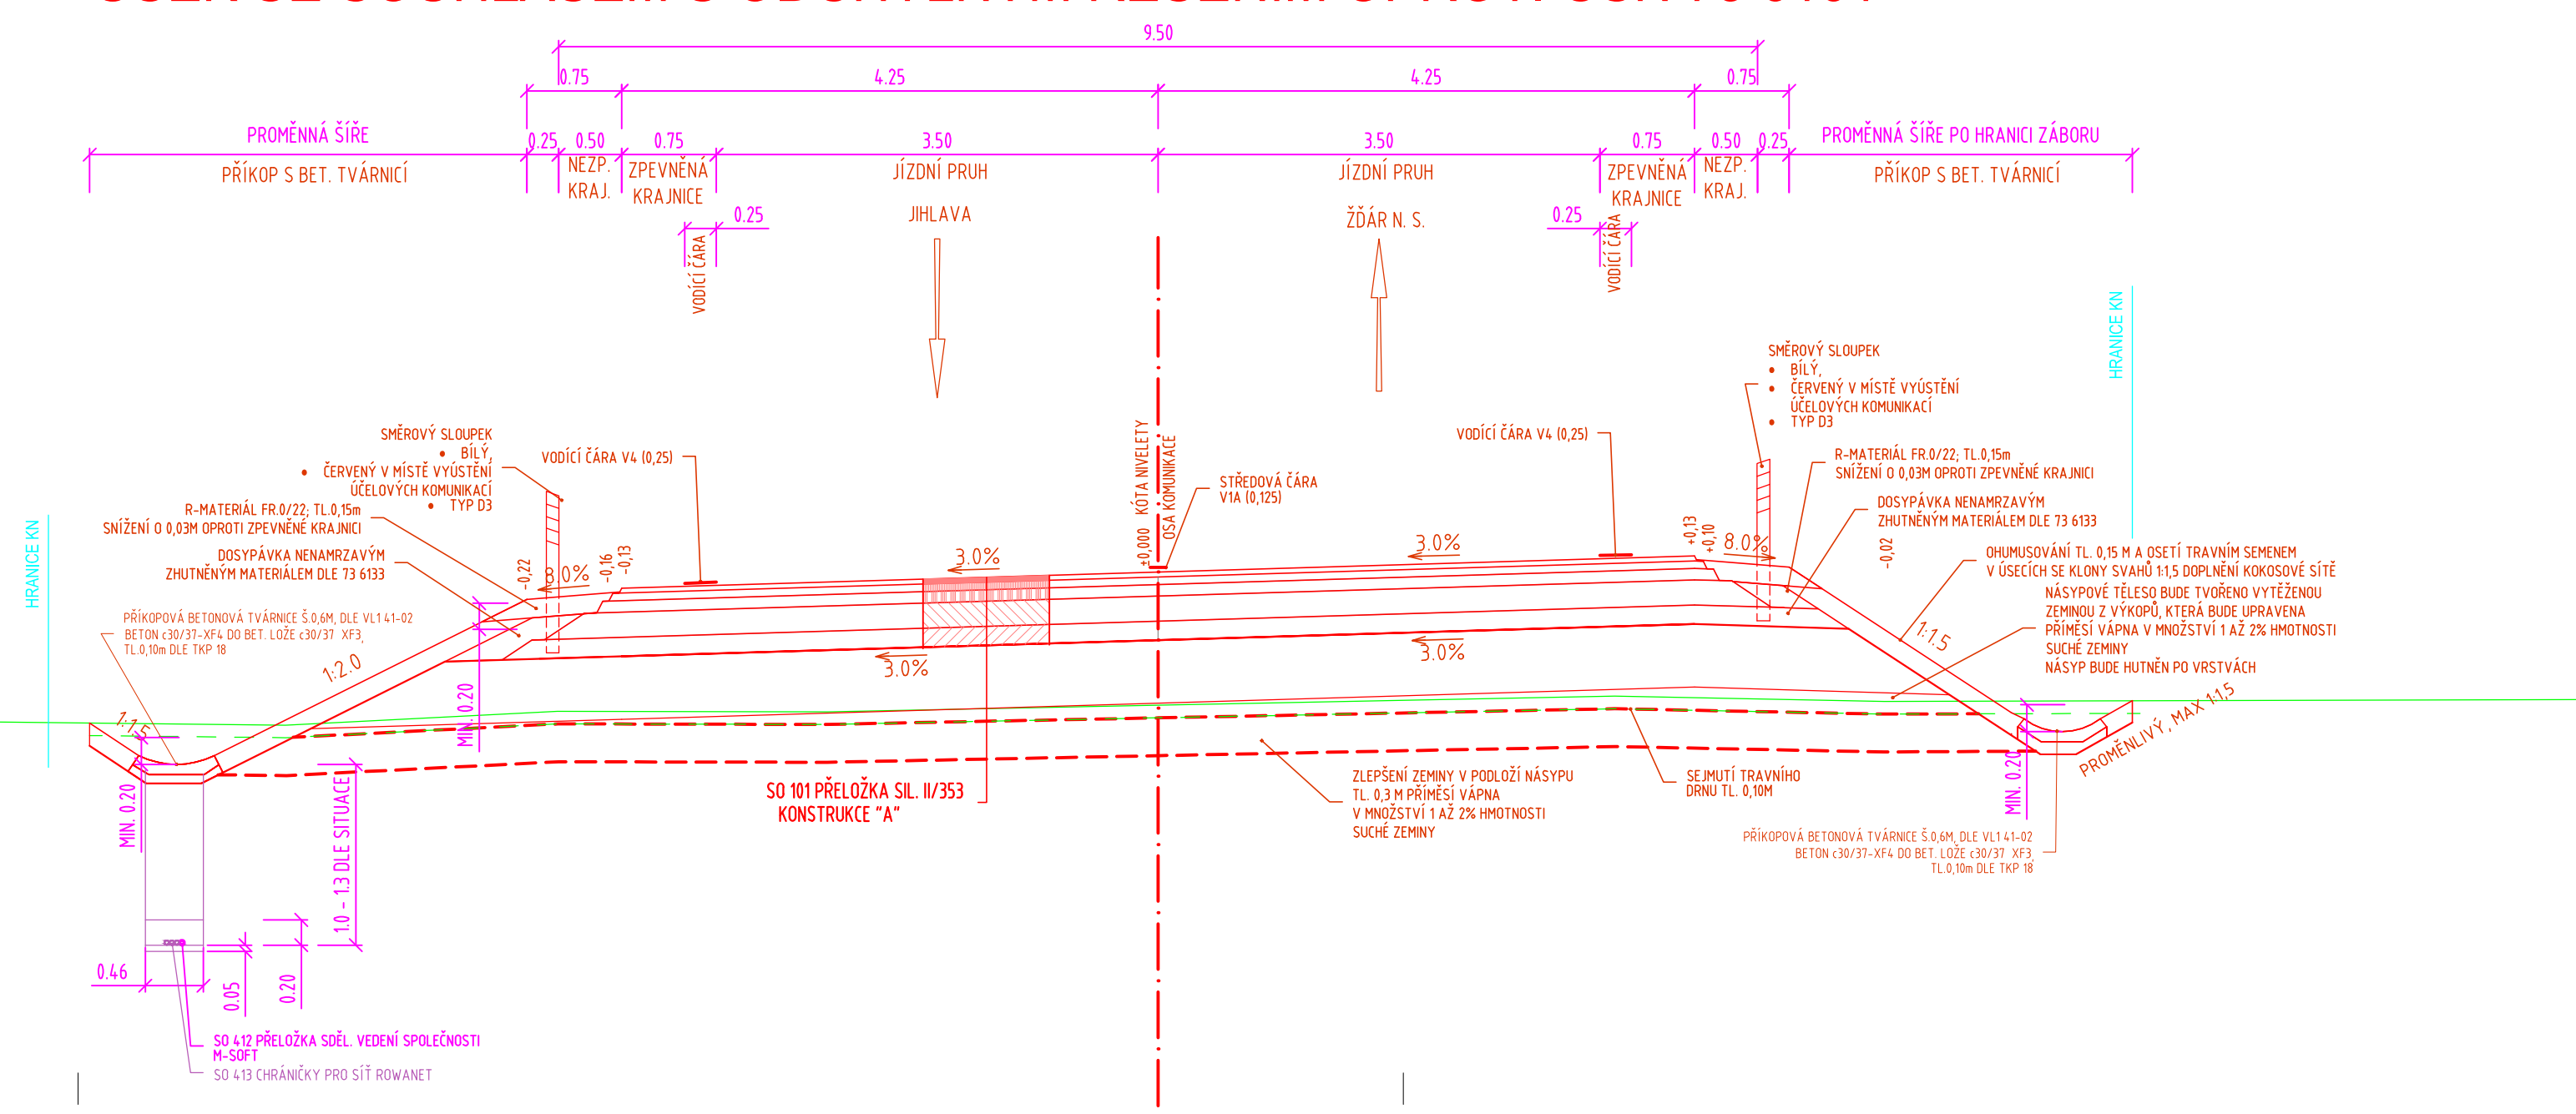 9.50
0.75
4.25
4.25
0.75
PROMĚNNÁ ŠÍŘE
0.25
0.50
0.75
3.50
3.50
0.75
0.50
0.25
PROMĚNNÁ ŠÍŘE PO HRANICI ZÁBORU
PŘÍKOP S BET. TVÁRNICÍ
NEZP.
KRAJ.
ZPEVNĚNÁ
KRAJNICE
JÍZDNÍ PRUH
JÍZDNÍ PRUH
ZPEVNĚNÁ
KRAJNICE
NEZP.
KRAJ.
PŘÍKOP S BET. TVÁRNICÍ
0.25
JIHLAVA
ŽĎÁR N. S.
0.25
VODÍCÍ ČÁRA
VODÍCÍ ČÁRA
HRANICE KN
HRANICE KN
SMĚROVÝ SLOUPEK
• BÍLÝ,
• ČERVENÝ V MÍSTĚ VYÚSTĚNÍ
ÚČELOVÝCH KOMUNIKACÍ
• TYP D3
SMĚROVÝ SLOUPEK
• BÍLÝ,
• ČERVENÝ V MÍSTĚ VYÚSTĚNÍ
ÚČELOVÝCH KOMUNIKACÍ
• TYP D3
VODÍCÍ ČÁRA V4 (0,25)
VODÍCÍ ČÁRA V4 (0,25)
±0,000 KÓTA NIVELETY
OSA KOMUNIKACE
STŘEDOVÁ ČÁRA
V1A (0,125)
R-MATERIÁL FR.0/22; TL.0,15m
SNÍŽENÍ O 0,03M OPROTI ZPEVNĚNÉ KRAJNICI
R-MATERIÁL FR.0/22; TL.0,15m
SNÍŽENÍ O 0,03M OPROTI ZPEVNĚNÉ KRAJNICI
DOSYPÁVKA NENAMRZAVÝM
ZHUTNĚNÝM MATERIÁLEM DLE 73 6133
DOSYPÁVKA NENAMRZAVÝM
ZHUTNĚNÝM MATERIÁLEM DLE 73 6133
-0,22
8.0%
-0,16
-0,13
3.0%
3.0%
+0,13
+0,10
8.0%
-0,02
OHUMUSOVÁNÍ TL. 0,15 M A OSETÍ TRAVNÍM SEMENEM
V ÚSECÍCH SE KLONY SVAHŮ 1:1,5 DOPLNĚNÍ KOKOSOVÉ SÍTĚ
NÁSYPOVÉ TĚLESO BUDE TVOŘENO VYTĚŽENOU
ZEMINOU Z VÝKOPŮ, KTERÁ BUDE UPRAVENA
PŘÍMĚSÍ VÁPNA V MNOŽSTVÍ 1 AŽ 2% HMOTNOSTI
SUCHÉ ZEMINY
NÁSYP BUDE HUTNĚN PO VRSTVÁCH
PŘÍKOPOVÁ BETONOVÁ TVÁRNICE Š.0,6M, DLE VL1 41-02
BETON c30/37-XF4 DO BET. LOŽE c30/37 XF3,
TL.0,10m DLE TKP 18
1:2.0
1:1.5
3.0%
3.0%
1:1.5
MIN. 0.20
MIN. 0.20
MIN. 0.20
PROMĚNLIVÝ, MAX 1:1,5
1.0 - 1.3 DLE SITUACE
SO 101 PŘELOŽKA SIL. II/353
KONSTRUKCE "A"
ZLEPŠENÍ ZEMINY V PODLOŽÍ NÁSYPU
TL. 0,3 M PŘÍMĚSÍ VÁPNA
V MNOŽSTVÍ 1 AŽ 2% HMOTNOSTI
SUCHÉ ZEMINY
SEJMUTÍ TRAVNÍHO
DRNU TL. 0,10M
PŘÍKOPOVÁ BETONOVÁ TVÁRNICE Š.0,6M, DLE VL1 41-02
BETON c30/37-XF4 DO BET. LOŽE c30/37 XF3,
TL.0,10m DLE TKP 18
0.46
0.05
0.20
SO 412 PŘELOŽKA SDĚL. VEDENÍ SPOLEČNOSTI
M-SOFT
SO 413 CHRÁNIČKY PRO SÍŤ ROWANET